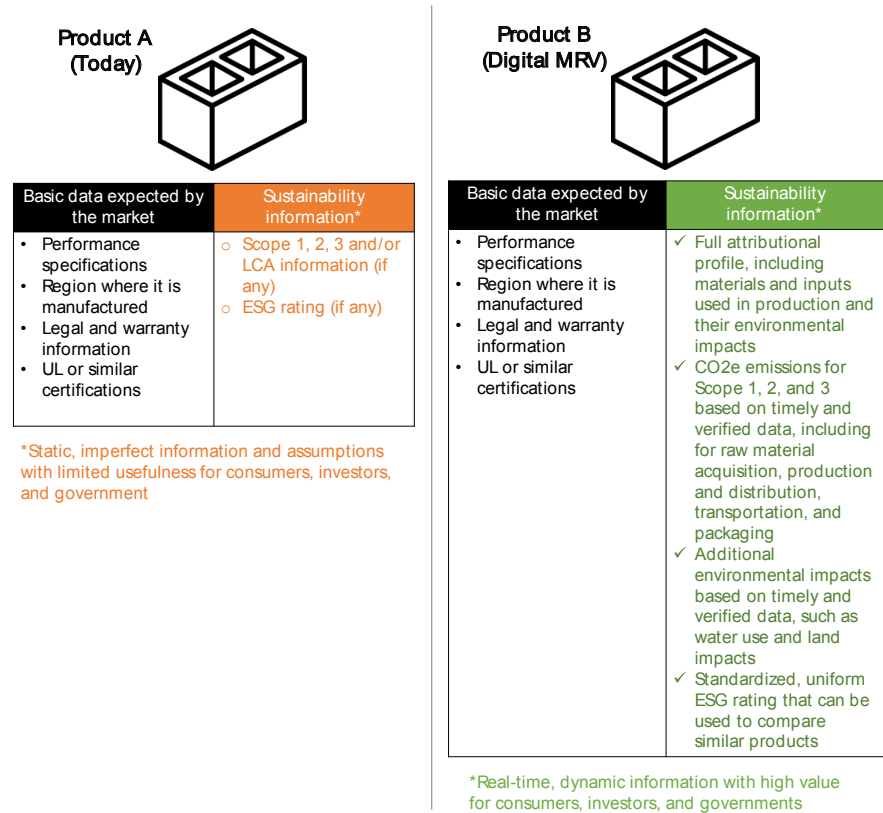 Product A
(Today)
Basic data expected by
the market
Sustainability
information*
• Performance
specifications
• Region where it is
manufactured
• Legal and warranty
information
• UL or similar
certifications
o Scope 1, 2, 3 and/or
LCA information (if
any)
o ESG rating (if any)
*Static, imperfect information and assumptions
with limited usefulness for consumers, investors,
and government
Product B
(Digital MRV)
Basic data expected by
the market
Sustainability
information*
• Performance
specifications
• Region where it is
manufactured
• Legal and warranty
information
• UL or similar
certifications
✓ Full attributional
profile, including
materials and inputs
used in production and
their environmental
impacts
✓ CO2e emissions for
Scope 1, 2, and 3
based on timely and
verified data, including
for raw material
acquisition, production
and distribution,
transportation, and
packaging
✓ Additional
environmental impacts
based on timely and
verified data, such as
water use and land
impacts
✓ Standardized, uniform
ESG rating that can be
used to compare
similar products
*Real-time, dynamic information with high value
for consumers, investors, and governments